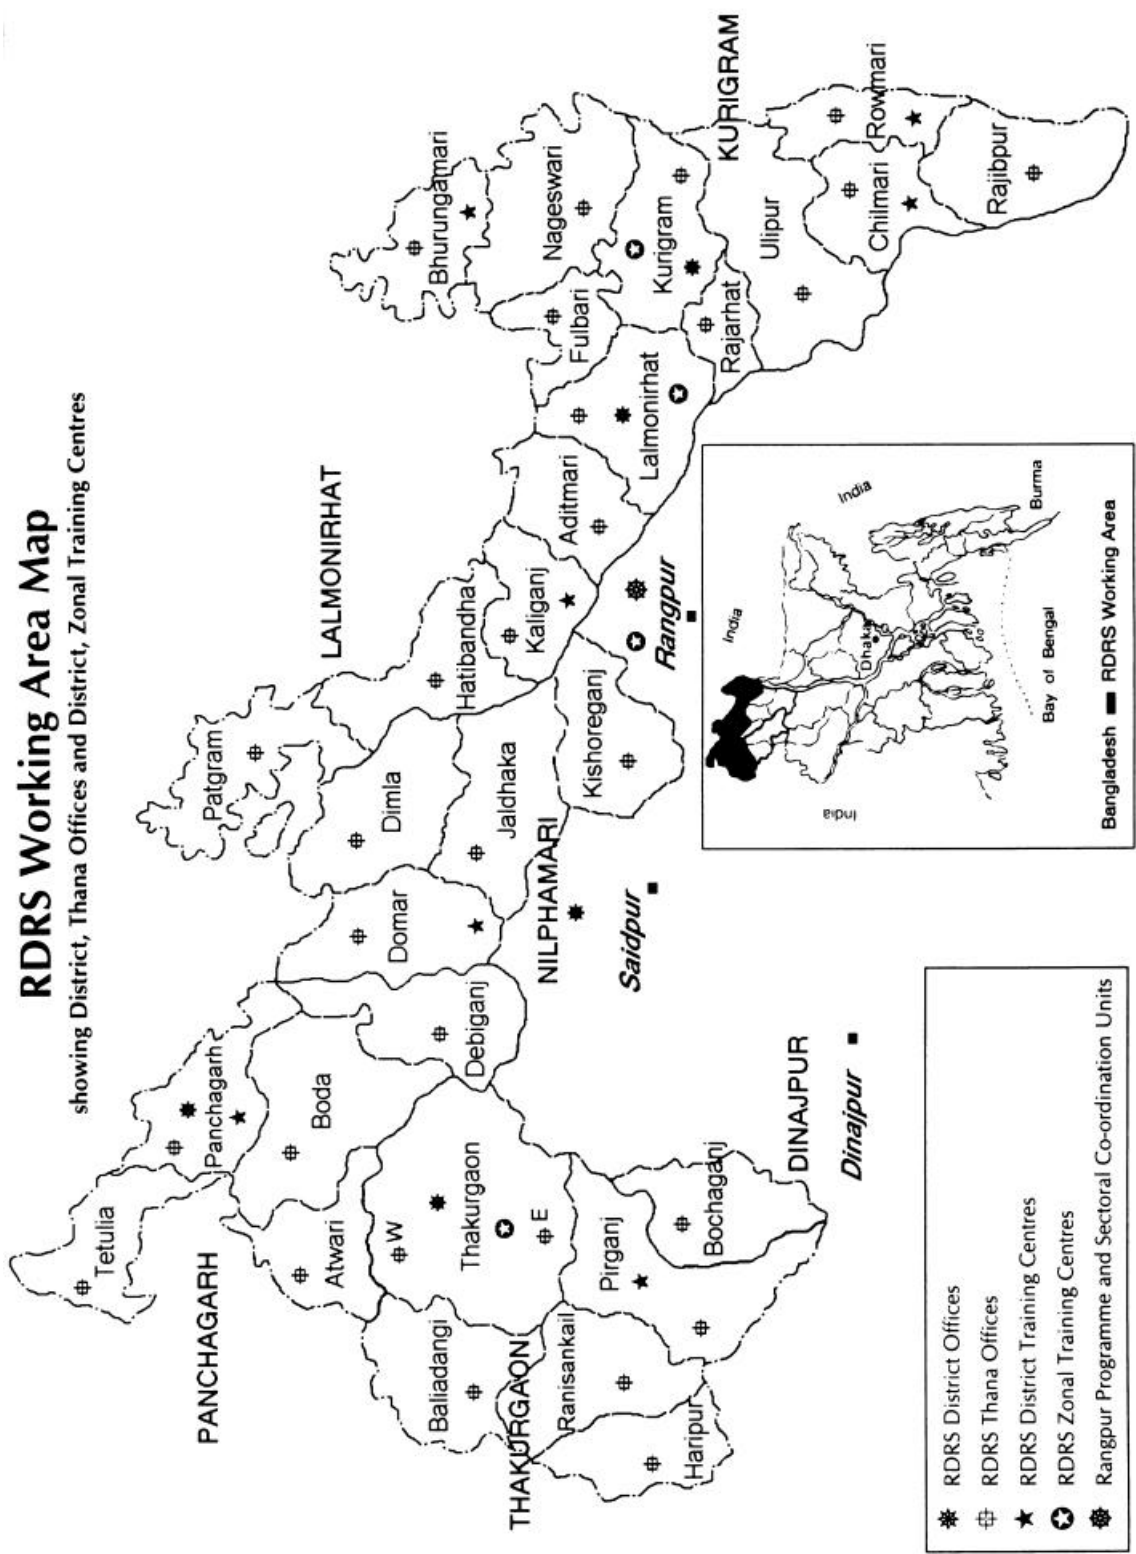 RDRS Working Area Map
showing District, Thana Offices and District, Zonal Training Centres
PANCHAGARH
Tetulia
Panchagarh
Atwari
Boda
Debiganj
THAKURGAON
Baliadangi
W
Thakurgaon
E
Ranisankail
Haripur
Pirganj
Bochaganj
DINAJPUR
Dinajpur
NILPHAMARI
Domar
Dimla
Jaldhaka
Kishoreganj
Saidpur
LALMONIRHAT
Patgram
Hatibandha
Kaliganj
Aditmari
Lalmonirhat
Rangpur
KURIGRAM
Bhurungamari
Nageswari
Fulbari
Kurigram
Rajarhat
Ulipur
Chilmari
Rowmari
Rajibpur
RDRS District Offices
RDRS Thana Offices
RDRS District Training Centres
RDRS Zonal Training Centres
Rangpur Programme and Sectoral Co-ordination Units
India
India
India
Dhaka
Burma
Bay of Bengal
Bangladesh RDRS Working Area